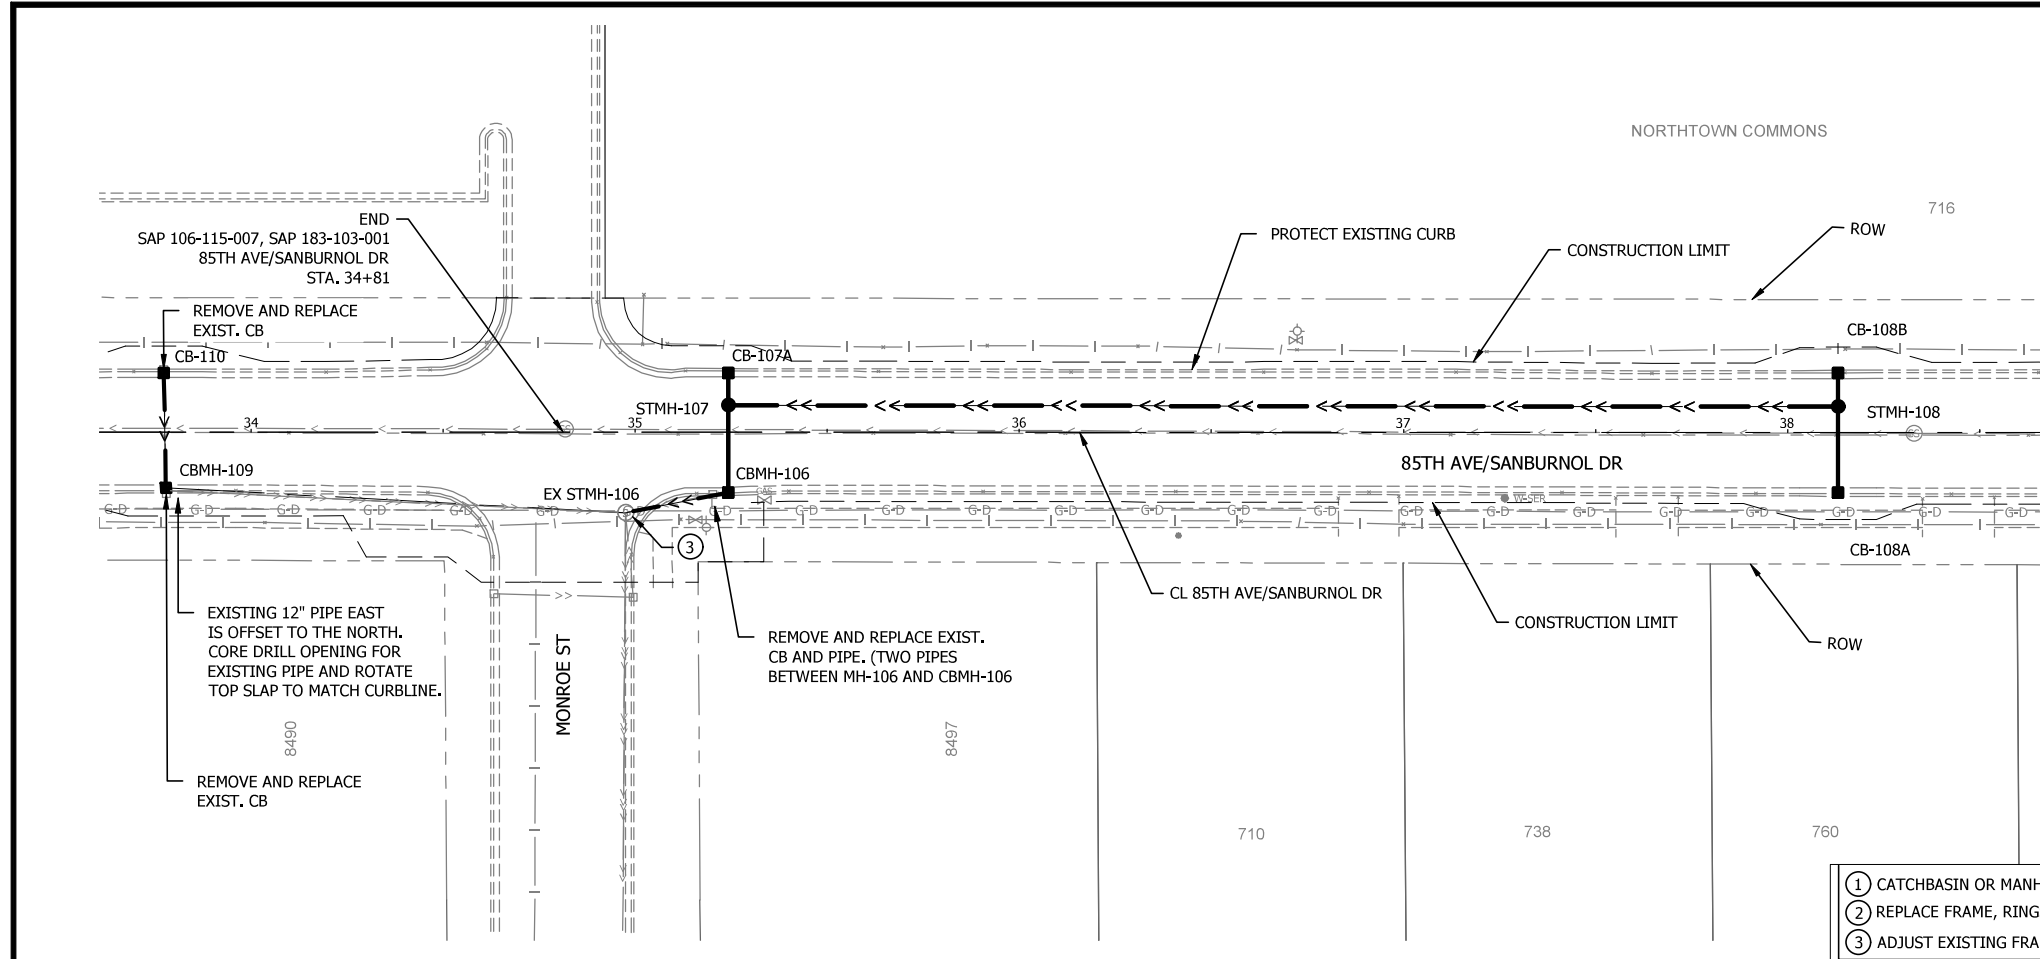 NORTHTOWN COMMONS
716
END
SAP 106-115-007, SAP 183-103-001
85TH AVE/SANBURNOL DR
STA. 34+81
PROTECT EXISTING CURB
CONSTRUCTION LIMIT
ROW
REMOVE AND REPLACE
EXIST. CB
CB-110
CB-107A
CB-108B
STMH-107
STMH-108
34
35
36
37
38
CBMH-109
CBMH-106
85TH AVE/SANBURNOL DR
EX STMH-106
GAS
W-SER
G-D G-D G-D G-D G-D G-D G-D G-D G-D G-D G-D G-D G-D G-D G-D G-D G-D G-D G-D G-D G-D G-D G-D
3
CB-108A
EXISTING 12" PIPE EAST
IS OFFSET TO THE NORTH.
CORE DRILL OPENING FOR
EXISTING PIPE AND ROTATE
TOP SLAP TO MATCH CURBLINE.
MONROE ST
REMOVE AND REPLACE EXIST.
CB AND PIPE. (TWO PIPES
BETWEEN MH-106 AND CBMH-106
CL 85TH AVE/SANBURNOL DR
CONSTRUCTION LIMIT
ROW
8490
8497
REMOVE AND REPLACE
EXIST. CB
710
738
760
1 CATCHBASIN OR MANH
2 REPLACE FRAME, RING
3 ADJUST EXISTING FRA